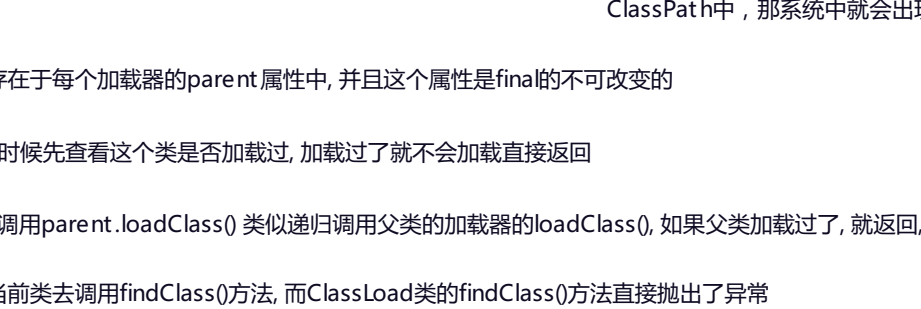 ClassPath中，那系统中就会出
在于每个加载器的parent属性中, 并且这个属性是final的不可改变的
时候先查看这个类是否加载过, 加载过了就不会加载直接返回
调用parent.loadClass() 类似递归调用父类的加载器的loadClass(), 如果父类加载过了, 就返回,
当前类去调用findClass()方法, 而ClassLoad类的findClass()方法直接抛出了异常